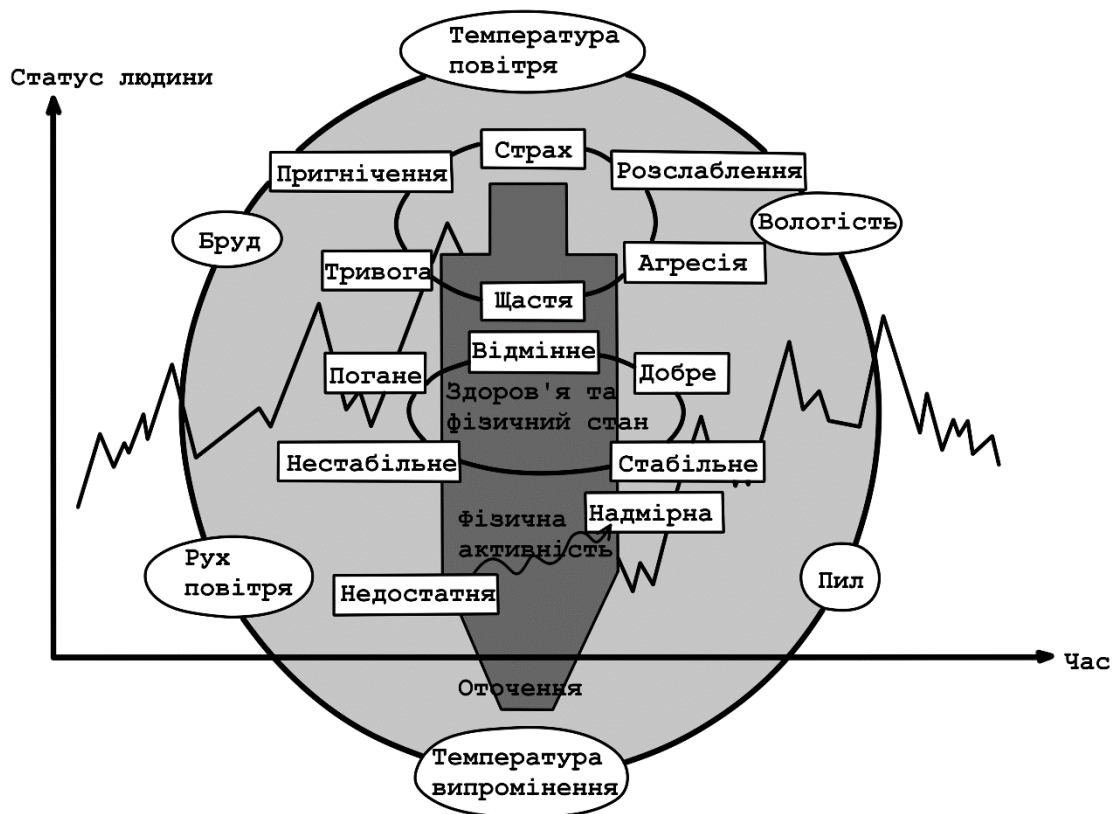 Температура
повітря
Статус людини
Страх
Пригнічення
Розслаблення
Бруд
Вологість
Тривога
Агресія
Щастя
Відмінне
Погане
Добре
Здоров'я та
фізичний стан
Нестабільне
Стабільне
Надмірна
Фізична
активність
Рух
повітря
Пил
Недостатня
Час
Оточення
Температура
випромінення